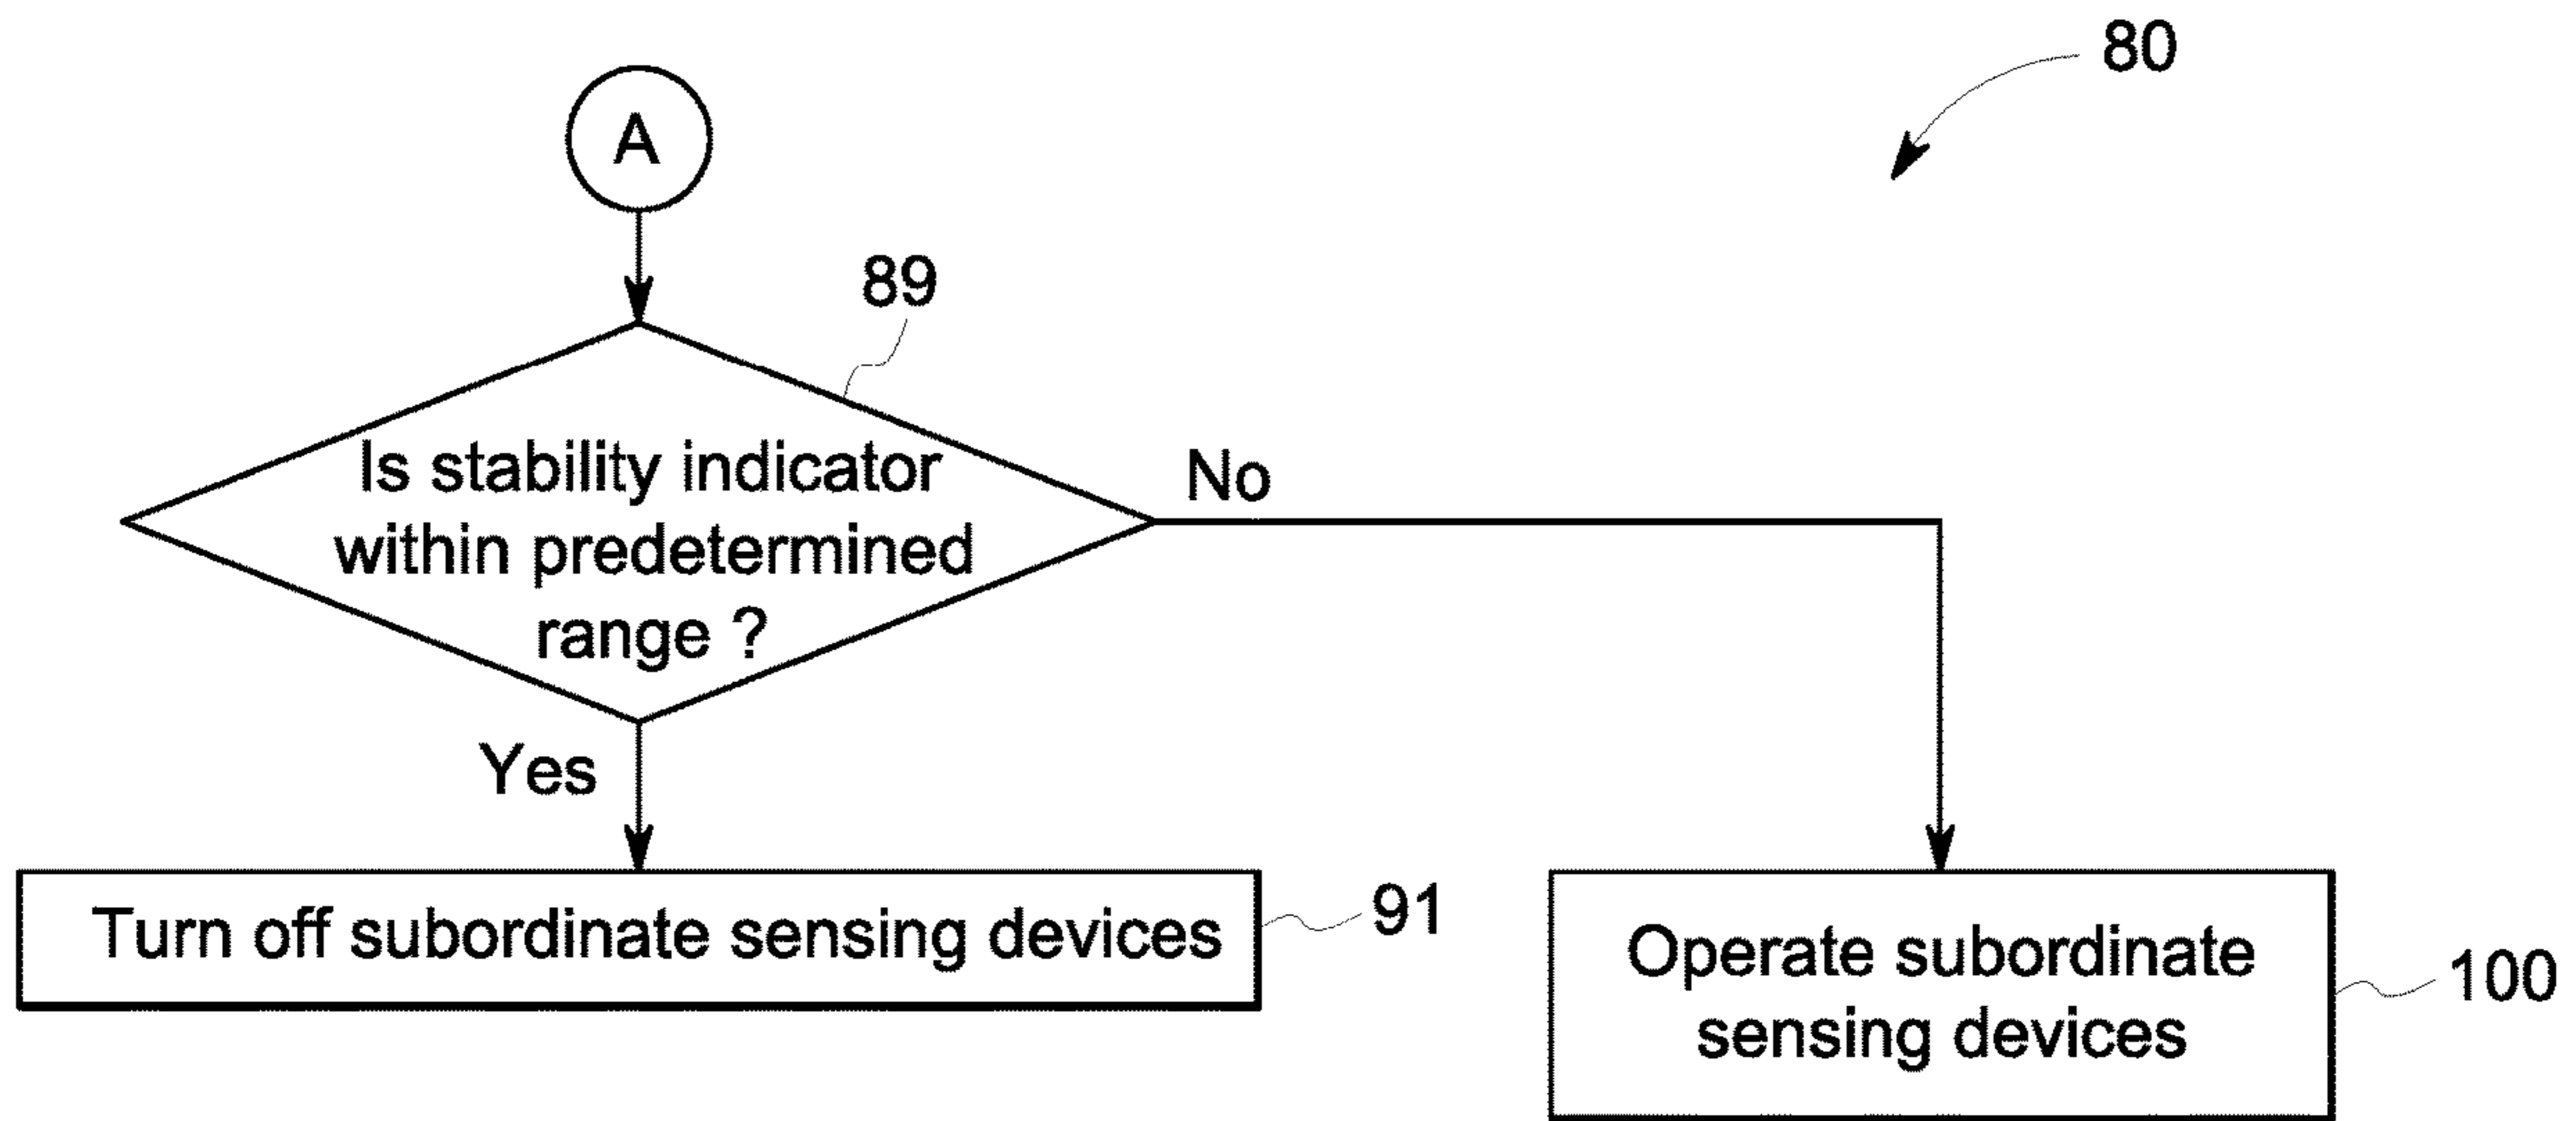 80
A
89
Is stability indicator
within predetermined
range ?
No
Yes
Turn off subordinate sensing devices
91
Operate subordinate
sensing devices
100